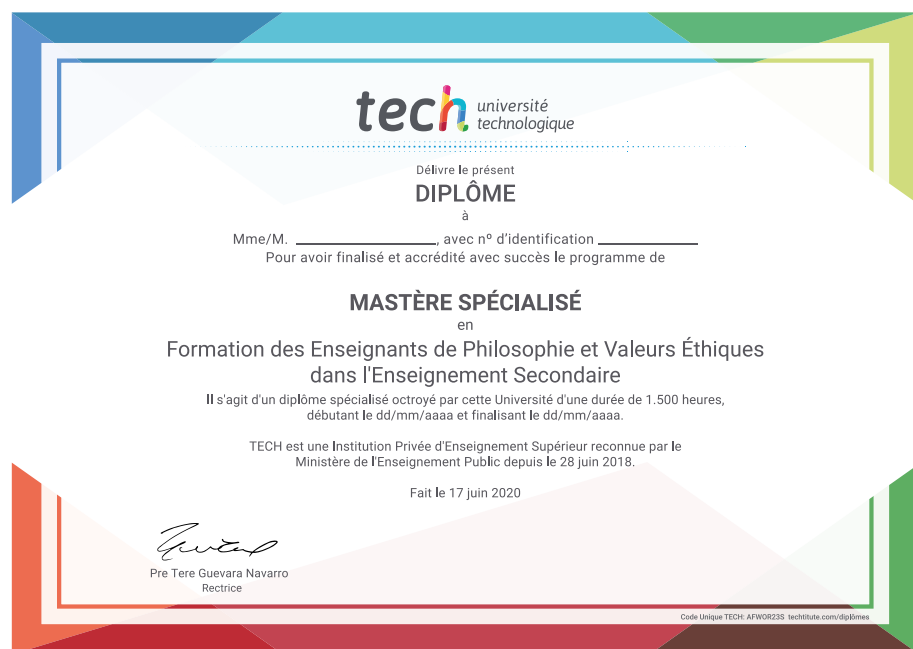 tech université
technologique
Délivre le présent
DIPLÔME
à
Mme/M. ____________________, avec nº d'identification ______________
Pour avoir finalisé et accrédité avec succès le programme de
MASTÈRE SPÉCIALISÉ
en
Formation des Enseignants de Philosophie et Valeurs Éthiques
dans l'Enseignement Secondaire
Il s'agit d'un diplôme spécialisé octroyé par cette Université d'une durée de 1.500 heures,
débutant le dd/mm/aaaa et finalisant le dd/mm/aaaa.
TECH est une Institution Privée d'Enseignement Supérieur reconnue par le
Ministère de l'Enseignement Public depuis le 28 juin 2018.
Fait le 17 juin 2020
Pre Tere Guevara Navarro
Rectrice
Code Unique TECH: AFWOR23S techtitute.com/diplômes